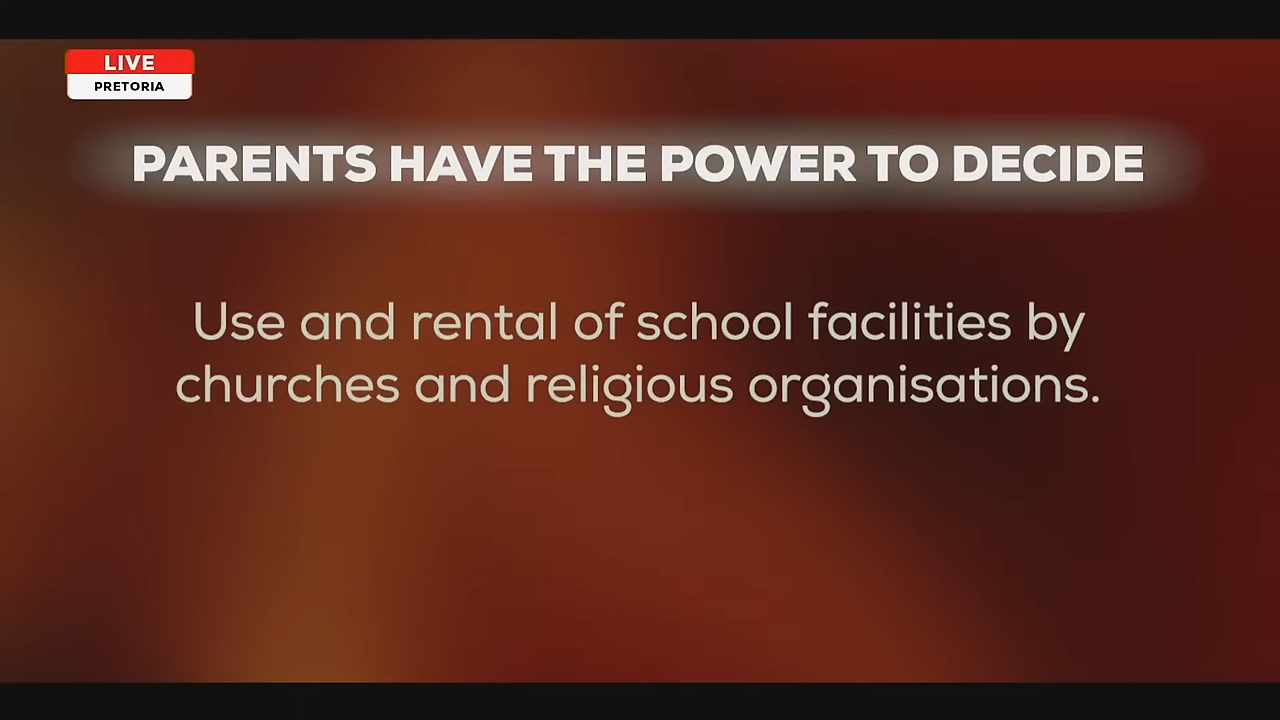 LIVE
PRETORIA
PARENTS HAVE THE POWER TO DECIDE
Use and rental of school facilities by
churches and religious organisations.